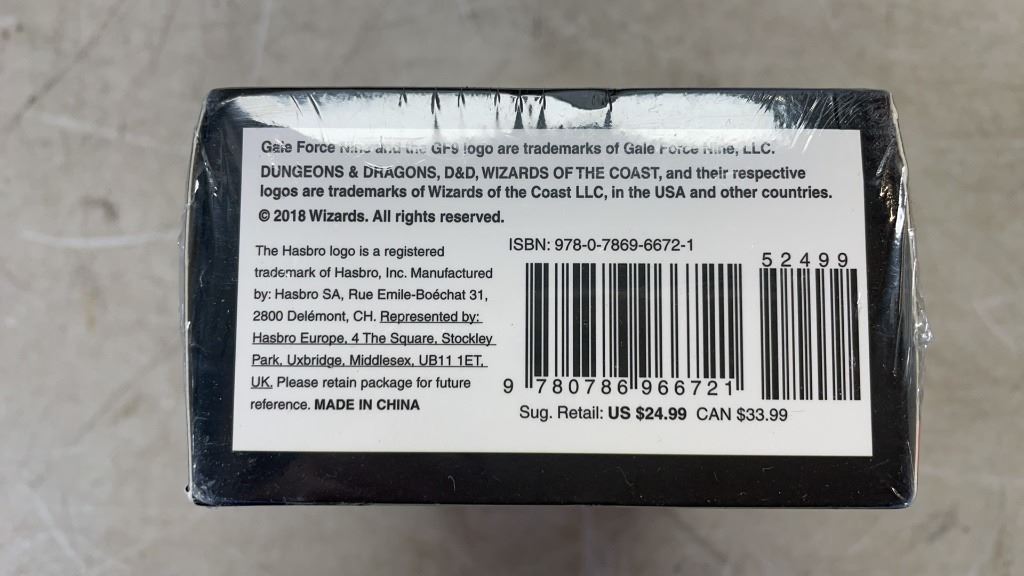 Gale Force Nine and the GF9 logo are trademarks of Gale Force Nine, LLC.
DUNGEONS & DRAGONS, D&D, WIZARDS OF THE COAST, and their respective
logos are trademarks of Wizards of the Coast LLC, in the USA and other countries.
© 2018 Wizards. All rights reserved.
The Hasbro logo is a registered
trademark of Hasbro, Inc. Manufactured
by: Hasbro SA, Rue Emile-Boéchat 31,
2800 Delémont, CH. Represented by:
Hasbro Europe, 4 The Square, Stockley
Park, Uxbridge, Middlesex, UB11 1ET,
UK. Please retain package for future
reference. MADE IN CHINA
ISBN: 978-0-7869-6672-1
52499
9 780786 966721
Sug. Retail: US $24.99 CAN $33.99